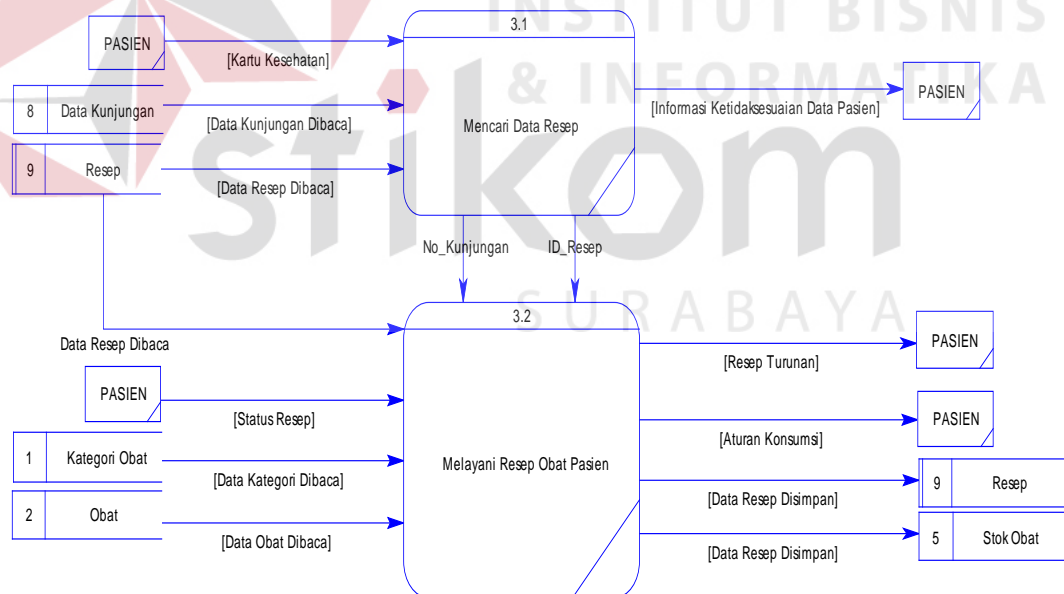 INSTITUT BISNIS
& INFORMATIKA
stikom
SURABAYA
PASIEN
[Kartu Kesehatan]
8 Data Kunjungan
[Data Kunjungan Dibaca]
9 Resep
[Data Resep Dibaca]
3.1
Mencari Data Resep
[Informasi Ketidaksesuaian Data Pasien]
PASIEN
No_Kunjungan
ID_Resep
Data Resep Dibaca
PASIEN
[Status Resep]
1 Kategori Obat
[Data Kategori Dibaca]
2 Obat
[Data Obat Dibaca]
3.2
Melayani Resep Obat Pasien
[Resep Turunan]
PASIEN
[Aturan Konsumsi]
PASIEN
[Data Resep Disimpan]
9 Resep
[Data Resep Disimpan]
5 Stok Obat